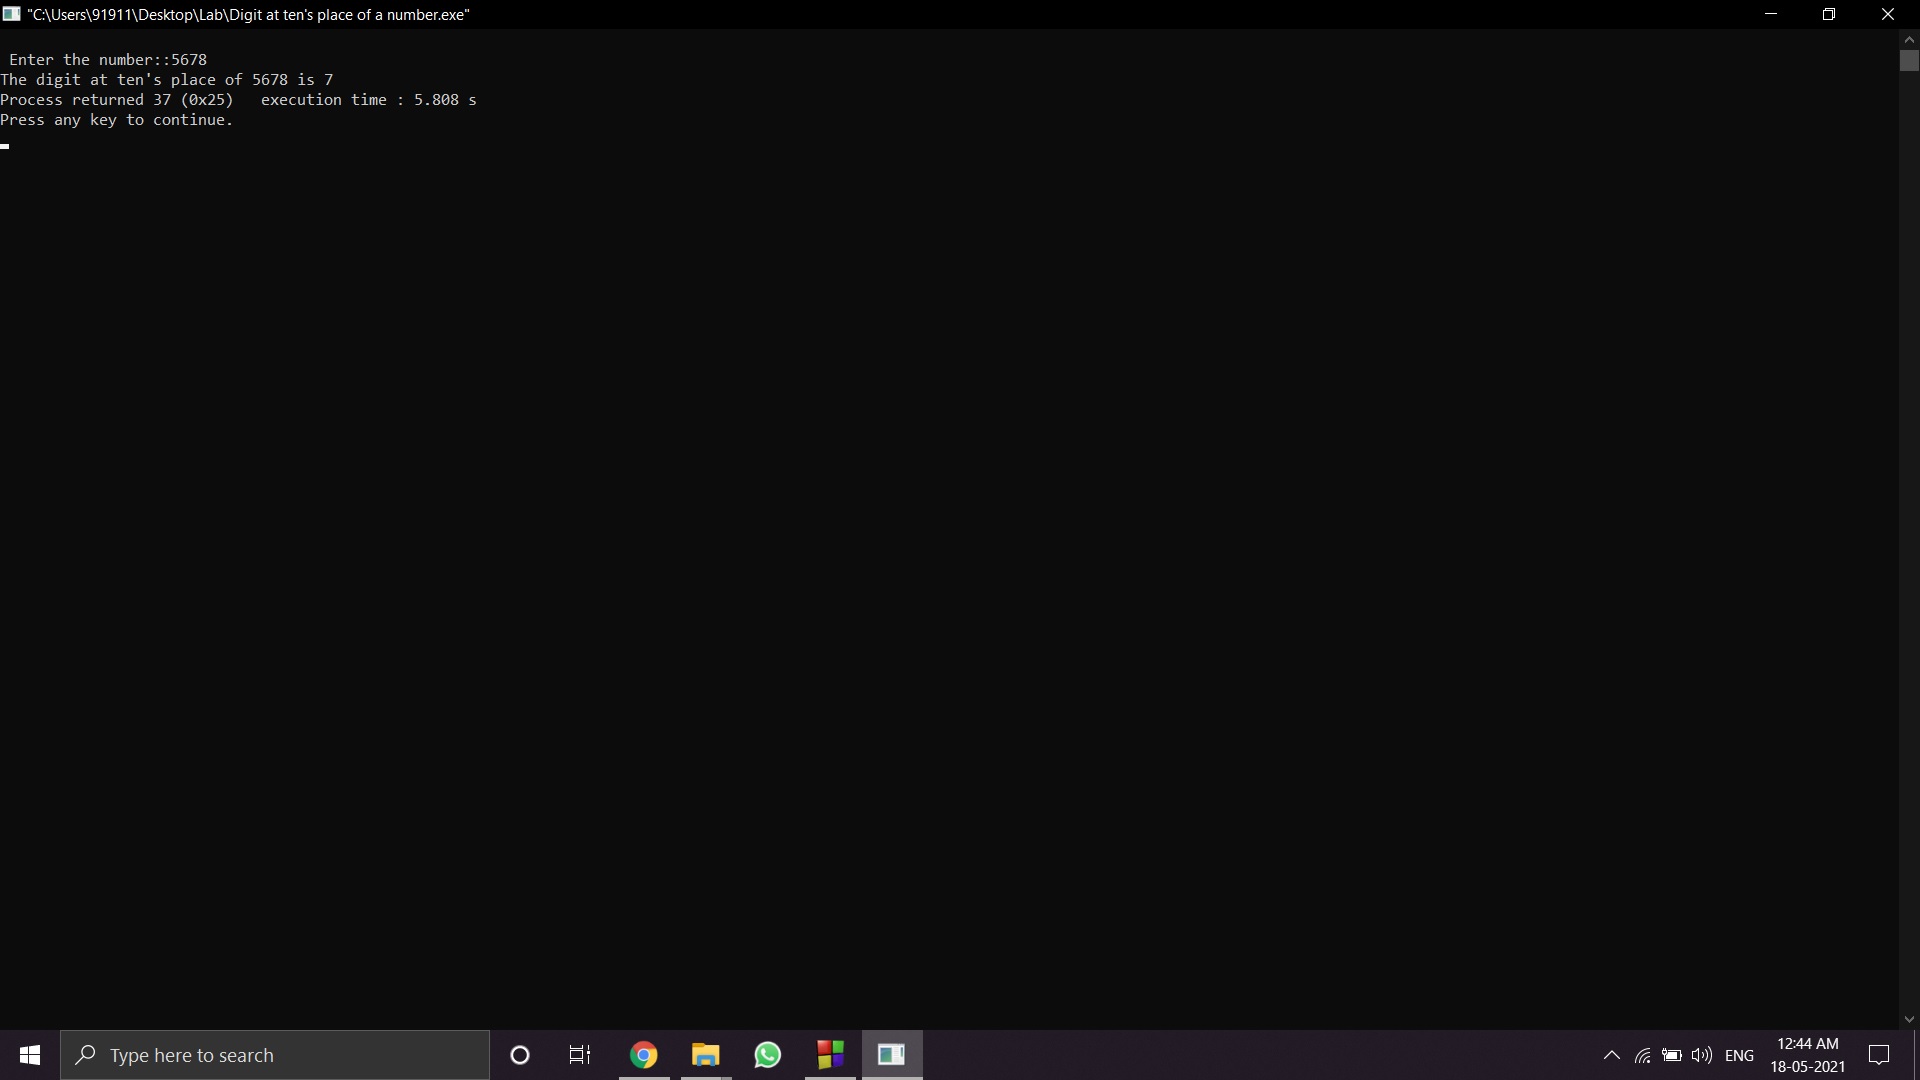 "C:\Users\91911\Desktop\Lab\Digit at ten's place of a number.exe"
Enter the number::5678
The digit at ten's place of 5678 is 7
Process returned 37 (0x25)   execution time : 5.808 s
Press any key to continue.
Type here to search
ENG
12:44 AM
18-05-2021